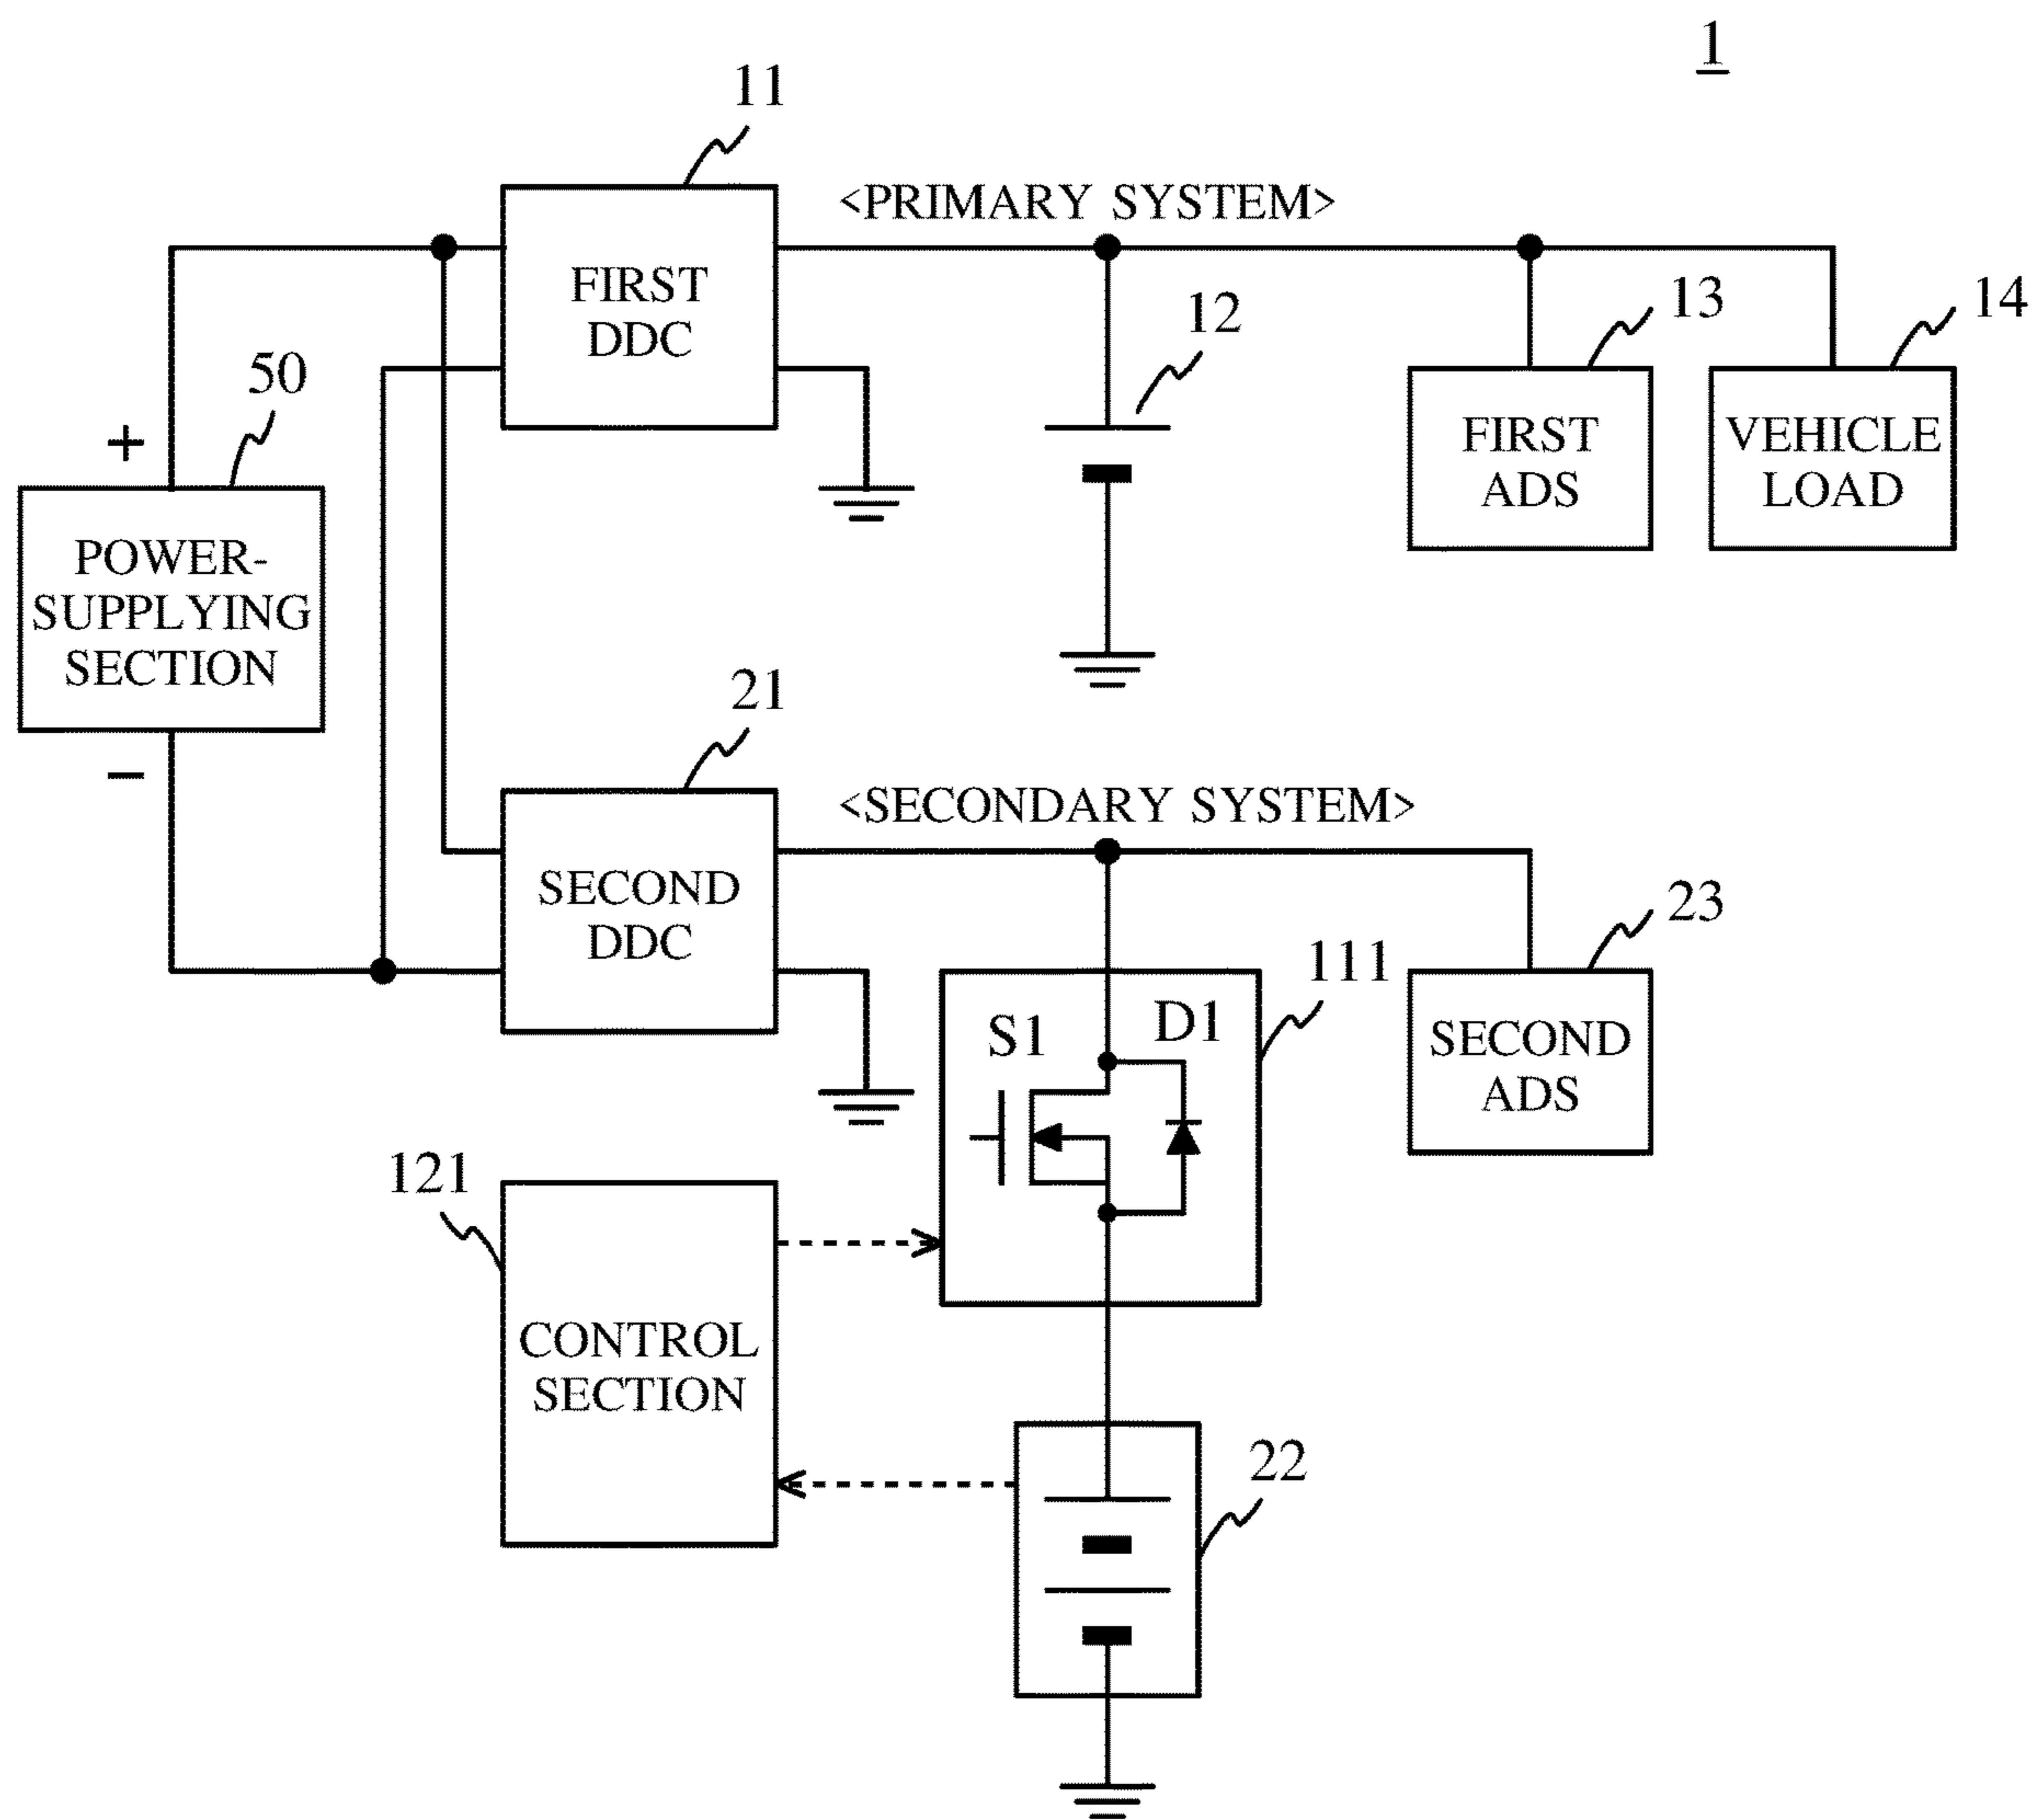 1
11
<PRIMARY SYSTEM>
FIRST
DDC
12
13
14
50
+
FIRST
ADS
VEHICLE
LOAD
POWER-
SUPPLYING
SECTION
−
21
<SECONDARY SYSTEM>
SECOND
DDC
23
111
S1
D1
SECOND
ADS
121
CONTROL
SECTION
22